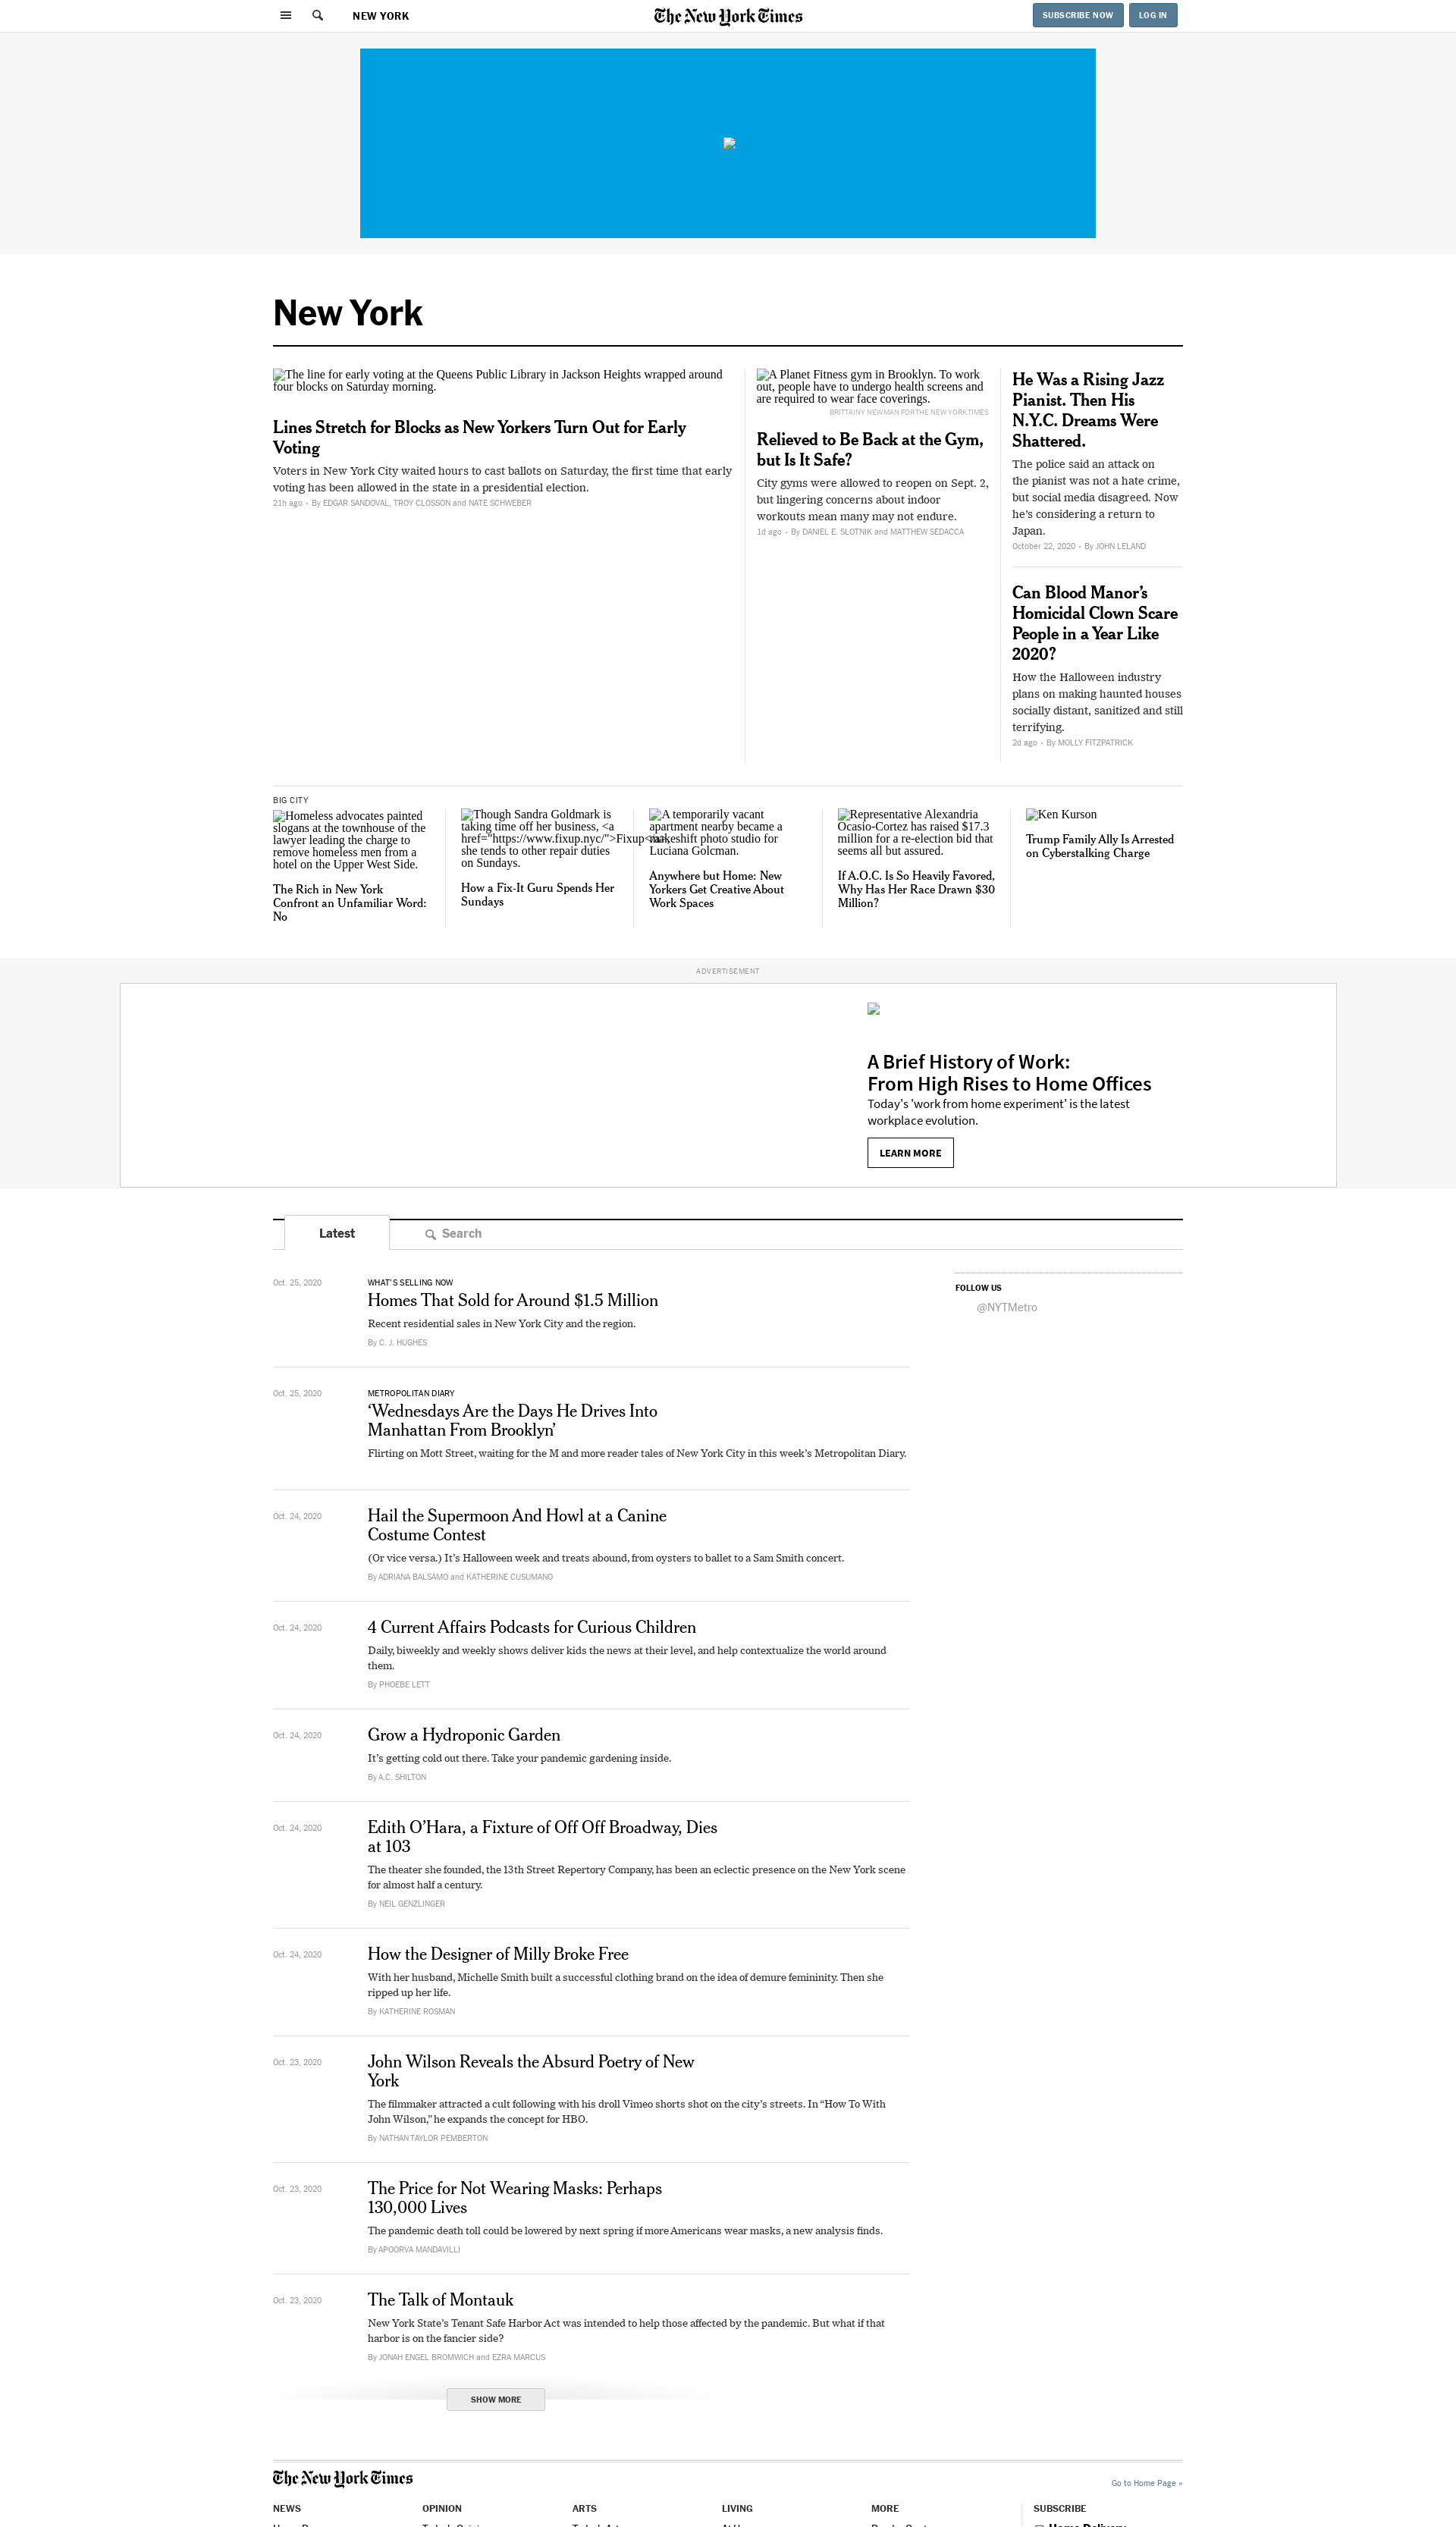 NEW YORK
The New York Times
SUBSCRIBE NOW
LOG IN
New York
The line for early voting at the Queens Public Library in Jackson Heights wrapped around
four blocks on Saturday morning.
Lines Stretch for Blocks as New Yorkers Turn Out for Early
Voting
Voters in New York City waited hours to cast ballots on Saturday, the first time that early
voting has been allowed in the state in a presidential election.
21h ago • By EDGAR SANDOVAL, TROY CLOSSON and NATE SCHWEBER
A Planet Fitness gym in Brooklyn. To work
out, people have to undergo health screens and
are required to wear face coverings.
BRITTAINY NEWMAN FOR THE NEW YORK TIMES
Relieved to Be Back at the Gym,
but Is It Safe?
City gyms were allowed to reopen on Sept. 2,
but lingering concerns about indoor
workouts mean many may not endure.
1d ago • By DANIEL E. SLOTNIK and MATTHEW SEDACCA
He Was a Rising Jazz
Pianist. Then His
N.Y.C. Dreams Were
Shattered.
The police said an attack on
the pianist was not a hate crime,
but social media disagreed. Now
he’s considering a return to
Japan.
October 22, 2020 • By JOHN LELAND
Can Blood Manor’s
Homicidal Clown Scare
People in a Year Like
2020?
How the Halloween industry
plans on making haunted houses
socially distant, sanitized and still
terrifying.
2d ago • By MOLLY FITZPATRICK
BIG CITY
Homeless advocates painted
slogans at the townhouse of the
lawyer leading the charge to
remove homeless men from a
hotel on the Upper West Side.
The Rich in New York
Confront an Unfamiliar Word:
No
Though Sandra Goldmark is
taking time off her business, <a
href="https://www.fixup.nyc/">Fixup</a>,
she tends to other repair duties
on Sundays.
How a Fix-It Guru Spends Her
Sundays
A temporarily vacant
apartment nearby became a
makeshift photo studio for
Luciana Golcman.
Anywhere but Home: New
Yorkers Get Creative About
Work Spaces
Representative Alexandria
Ocasio-Cortez has raised $17.3
million for a re-election bid that
seems all but assured.
If A.O.C. Is So Heavily Favored,
Why Has Her Race Drawn $30
Million?
Ken Kurson
Trump Family Ally Is Arrested
on Cyberstalking Charge
ADVERTISEMENT
A Brief History of Work:
From High Rises to Home Offices
Today's 'work from home experiment' is the latest
workplace evolution.
LEARN MORE
Latest
Search
Oct. 25, 2020
WHAT’S SELLING NOW
Homes That Sold for Around $1.5 Million
Recent residential sales in New York City and the region.
By C. J. HUGHES
FOLLOW US
@NYTMetro
Oct. 25, 2020
METROPOLITAN DIARY
‘Wednesdays Are the Days He Drives Into
Manhattan From Brooklyn’
Flirting on Mott Street, waiting for the M and more reader tales of New York City in this week’s Metropolitan Diary.
Oct. 24, 2020
Hail the Supermoon And Howl at a Canine
Costume Contest
(Or vice versa.) It’s Halloween week and treats abound, from oysters to ballet to a Sam Smith concert.
By ADRIANA BALSAMO and KATHERINE CUSUMANO
Oct. 24, 2020
4 Current Affairs Podcasts for Curious Children
Daily, biweekly and weekly shows deliver kids the news at their level, and help contextualize the world around
them.
By PHOEBE LETT
Oct. 24, 2020
Grow a Hydroponic Garden
It’s getting cold out there. Take your pandemic gardening inside.
By A.C. SHILTON
Oct. 24, 2020
Edith O’Hara, a Fixture of Off Off Broadway, Dies
at 103
The theater she founded, the 13th Street Repertory Company, has been an eclectic presence on the New York scene
for almost half a century.
By NEIL GENZLINGER
Oct. 24, 2020
How the Designer of Milly Broke Free
With her husband, Michelle Smith built a successful clothing brand on the idea of demure femininity. Then she
ripped up her life.
By KATHERINE ROSMAN
Oct. 23, 2020
John Wilson Reveals the Absurd Poetry of New
York
The filmmaker attracted a cult following with his droll Vimeo shorts shot on the city’s streets. In “How To With
John Wilson,” he expands the concept for HBO.
By NATHAN TAYLOR PEMBERTON
Oct. 23, 2020
The Price for Not Wearing Masks: Perhaps
130,000 Lives
The pandemic death toll could be lowered by next spring if more Americans wear masks, a new analysis finds.
By APOORVA MANDAVILLI
Oct. 23, 2020
The Talk of Montauk
New York State’s Tenant Safe Harbor Act was intended to help those affected by the pandemic. But what if that
harbor is on the fancier side?
By JONAH ENGEL BROMWICH and EZRA MARCUS
SHOW MORE
The New York Times
Go to Home Page »
NEWS
OPINION
ARTS
LIVING
MORE
SUBSCRIBE